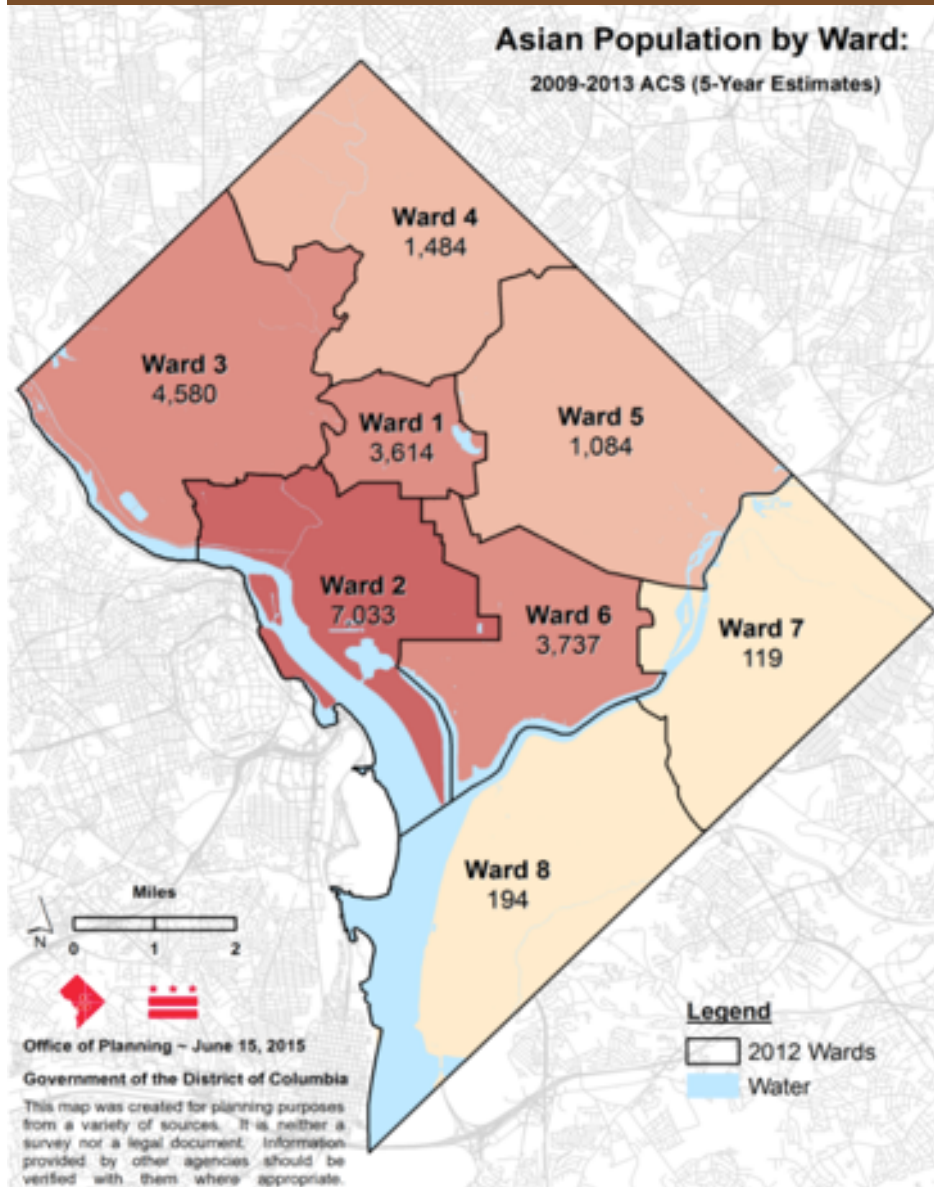 Asian Population by Ward:
2009-2013 ACS (5-Year Estimates)
Ward 4
1,484
Ward 3
4,580
Ward 1
3,614
Ward 5
1,084
Ward 2
7,033
Ward 6
3,737
Ward 7
119
Ward 8
194
Miles
N
0 1 2
Legend
2012 Wards
Water
Office of Planning ~ June 15, 2015
Government of the District of Columbia
This map was created for planning purposes
from a variety of sources. It is neither a
survey nor a legal document. Information
provided by other agencies should be
verified with them where appropriate.